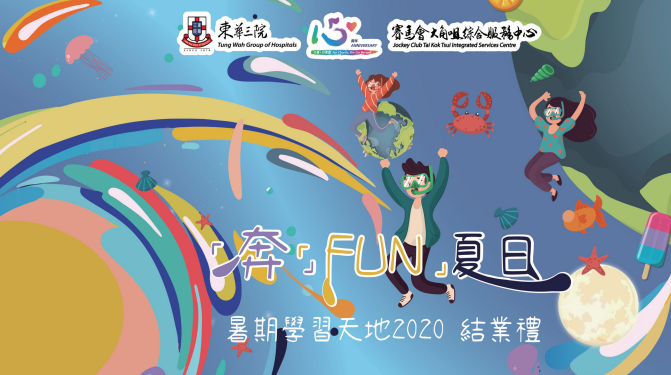 東華三院
Tung Wah Group of Hospitals
150
ANNIVERSARY
賽馬會大角咀綜合服務中心
Jockey Club Tai Kok Tsui Integrated Services Centre
「奔」「FUN」夏日
暑期學習天地2020 結業禮